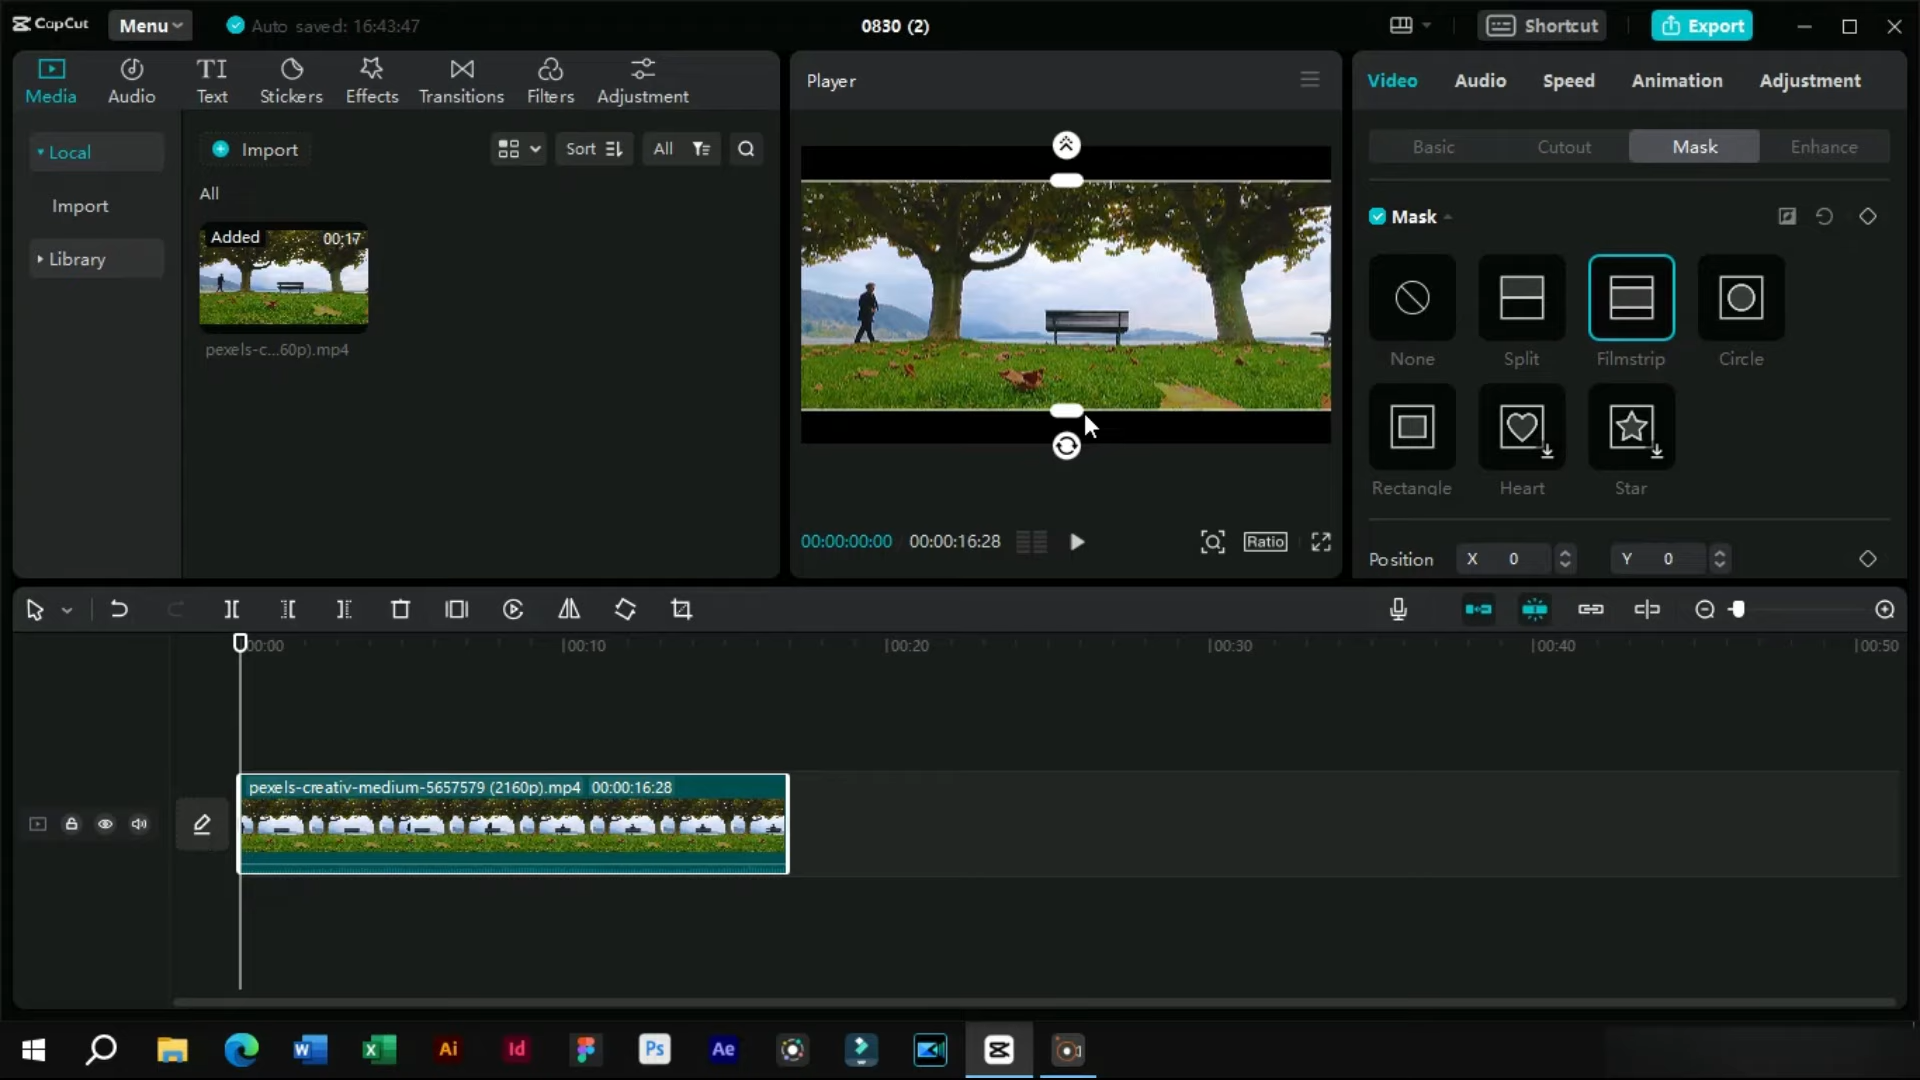 CapCut
Menu
Auto saved: 16:43:47
0830 (2)
Shortcut
Export
Media
Audio
TI
Text
Stickers
Effects
Transitions
Filters
Adjustment
Local
Import
Library
Import
Sort
All
All
Added
00:17
pexels-c...60p).mp4
Player
00:00:00:00
00:00:16:28
Ratio
Video
Audio
Speed
Animation
Adjustment
Basic
Cutout
Mask
Enhance
Mask
None
Split
Filmstrip
Circle
Rectangle
Heart
Star
Position
X 0
Y 0
00:00
00:10
00:20
00:30
00:40
00:50
pexels-creativ-medium-5657579 (2160p).mp4 00:00:16:28
W
X
Ai
Id
Ps
Ae